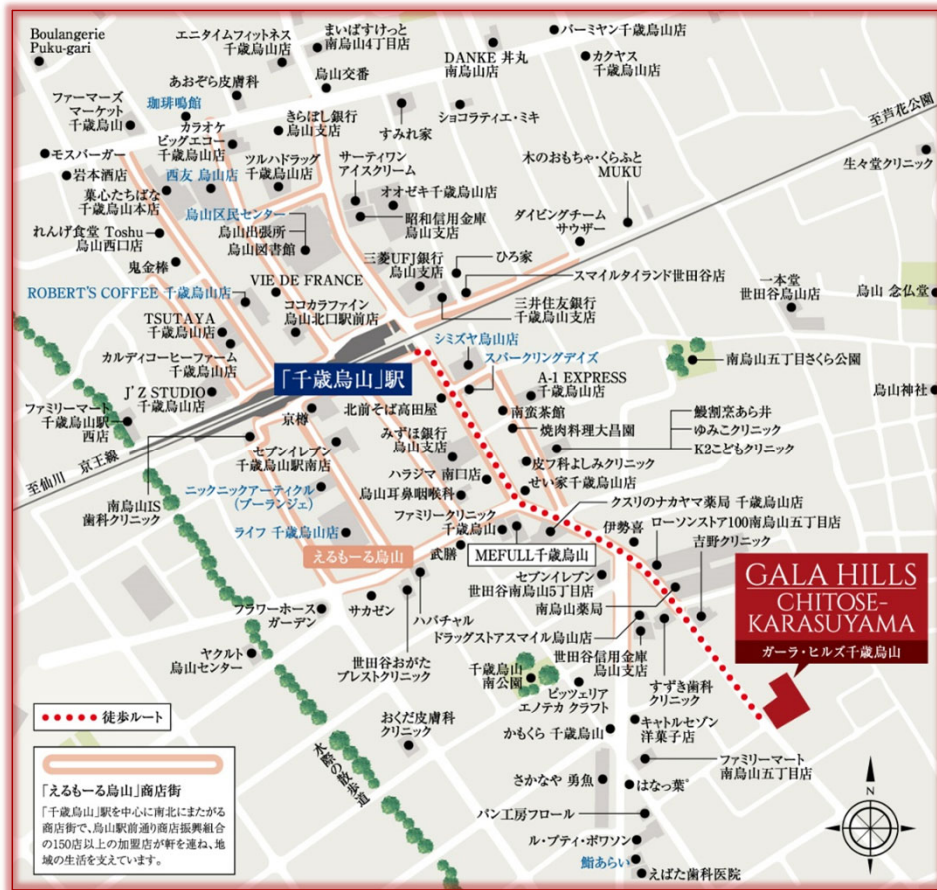 Boulangerie
Puku-gari
エニタイムフィットネス
千歳烏山店
まいばすけっと
南烏山4丁目店
バーミヤン千歳烏山店
DANKE 丼丸
南烏山店
カクヤス
千歳烏山店
あおぞら皮膚科
烏山交番
ファーマーズ
マーケット
千歳烏山
珈琲鳴館
カラオケ
ビッグエコー
千歳烏山店
きらぼし銀行
烏山支店
すみれ家
ショコラティエ・ミキ
至芦花公園
モスバーガー
岩本酒店
西友 烏山店
ツルハドラッグ
千歳烏山店
サーティワン
アイスクリーム
木のおもちゃ・くらふと
MUKU
生々堂クリニック
菓心たちばな
千歳烏山本店
オオゼキ千歳烏山店
烏山区民センター
烏山出張所
烏山図書館
昭和信用金庫
烏山支店
ダイビングチーム
サウザー
れんげ食堂 Toshu
烏山西口店
鬼金棒
三菱UFJ銀行
烏山支店
ひろ家
VIE DE FRANCE
スマイルタイランド世田谷店
ROBERT'S COFFEE 千歳烏山店
一本堂
世田谷烏山店
烏山 念仏堂
TSUTAYA
千歳烏山店
ココカラファイン
烏山北口駅前店
三井住友銀行
千歳烏山支店
シミズヤ烏山店
スパークリングデイズ
カルディコーヒーファーム
千歳烏山店
「千歳烏山」駅
南烏山五丁目さくら公園
J'Z STUDIO
千歳烏山店
A-1 EXPRESS
千歳烏山店
烏山神社
ファミリーマート
千歳烏山駅
西店
京樽
北前そば高田屋
南蛮茶館
鰻割烹あら井
ゆみこクリニック
K2こどもクリニック
焼肉料理大昌園
みずほ銀行
烏山支店
セブンイレブン
千歳烏山駅南店
皮フ科よしみクリニック
至仙川
京王線
ハラジマ 南口店
せい家千歳烏山店
南烏山IS
歯科クリニック
ニックニックアーティクル
(ブーランジェ)
烏山耳鼻咽喉科
クスリのナカヤマ薬局 千歳烏山店
ファミリークリニック
千歳烏山
伊勢喜
ローソンストア100南烏山五丁目店
ライフ 千歳烏山店
吉野クリニック
えるもーる烏山
武膳
MEFULL千歳烏山
GALA HILLS
CHITOSE-
KARASUYAMA
ガーラ・ヒルズ千歳烏山
セブンイレブン
世田谷南烏山5丁目店
南烏山薬局
フラワーホース
ガーデン
サカゼン
ハバチャル
ドラッグストアスマイル烏山店
世田谷信用金庫
烏山支店
ヤクルト
烏山センター
世田谷おがた
ブレストクリニック
千歳烏山
南公園
すずき歯科
クリニック
ピッツェリア
エノテカ クラフト
徒歩ルート
おくだ皮膚科
クリニック
キャトルセゾン
洋菓子店
かもくら 千歳烏山
水際の散歩道
ファミリーマート
南烏山五丁目店
さかなや 勇魚
はなっ葉゜
「えるもーる烏山」商店街
「千歳烏山」駅を中心に南北にまたがる
商店街で、烏山駅前通り商店振興組合
の150店以上の加盟店が軒を連ね、地
域の生活を支えています。
パン工房フロール
ル・プティ・ポワソン
鮨あらい
えばた歯科医院
N